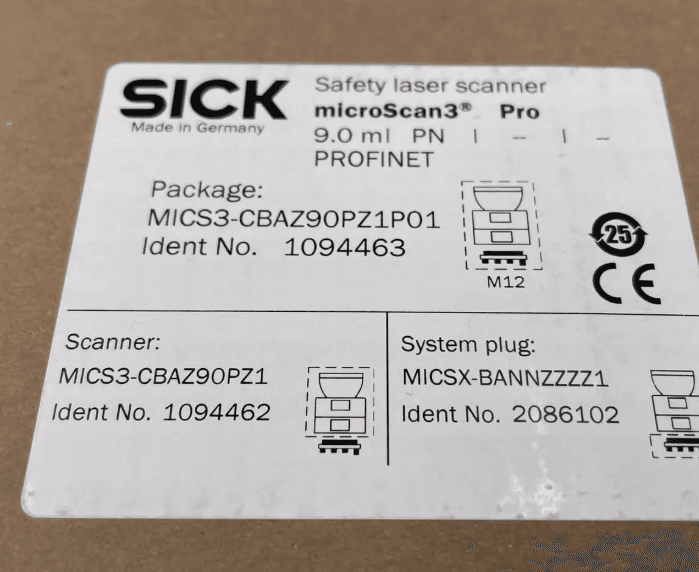 SICK
Made in Germany
Safety laser scanner
microScan3® Pro
9.0 ml PN | -- | --
PROFINET
Package:
MICS3-CBAZ90PZ1P01
Ident No. 1094463
M12
25
CE
Scanner:
MICS3-CBAZ90PZ1
Ident No. 1094462
System plug:
MICSX-BANNZZZZ1
Ident No. 2086102